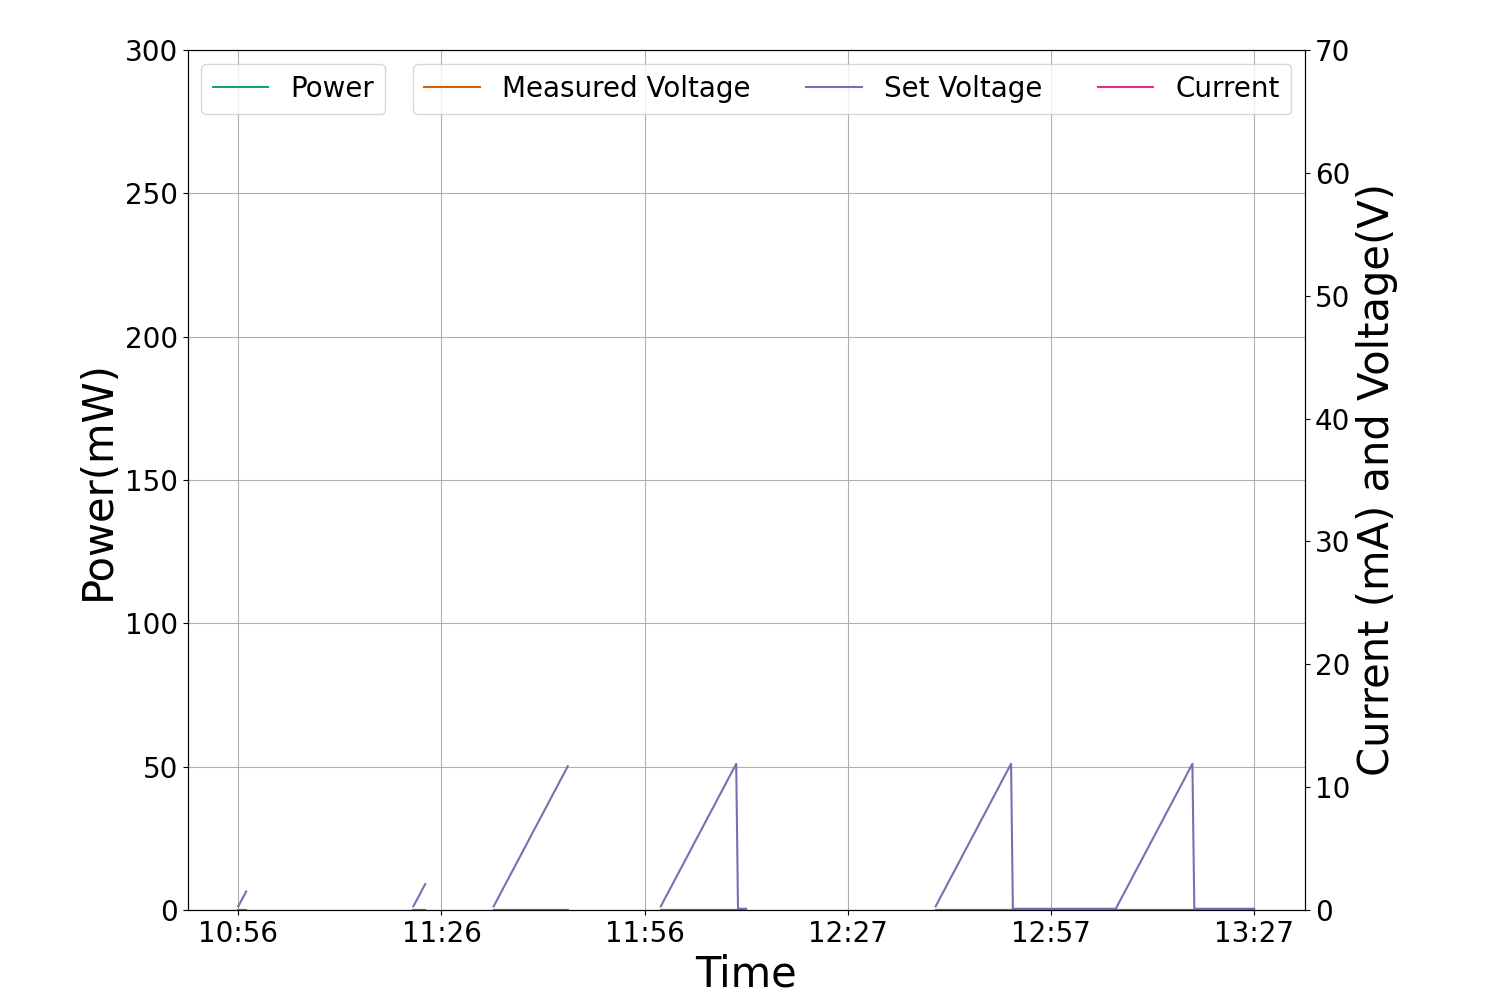 Power
Measured Voltage
Set Voltage
Current
300
250
200
150
100
50
0
Power(mW)
70
60
50
40
30
20
10
0
Current (mA) and Voltage(V)
10:56 11:26 11:56 12:27 12:57 13:27
Time